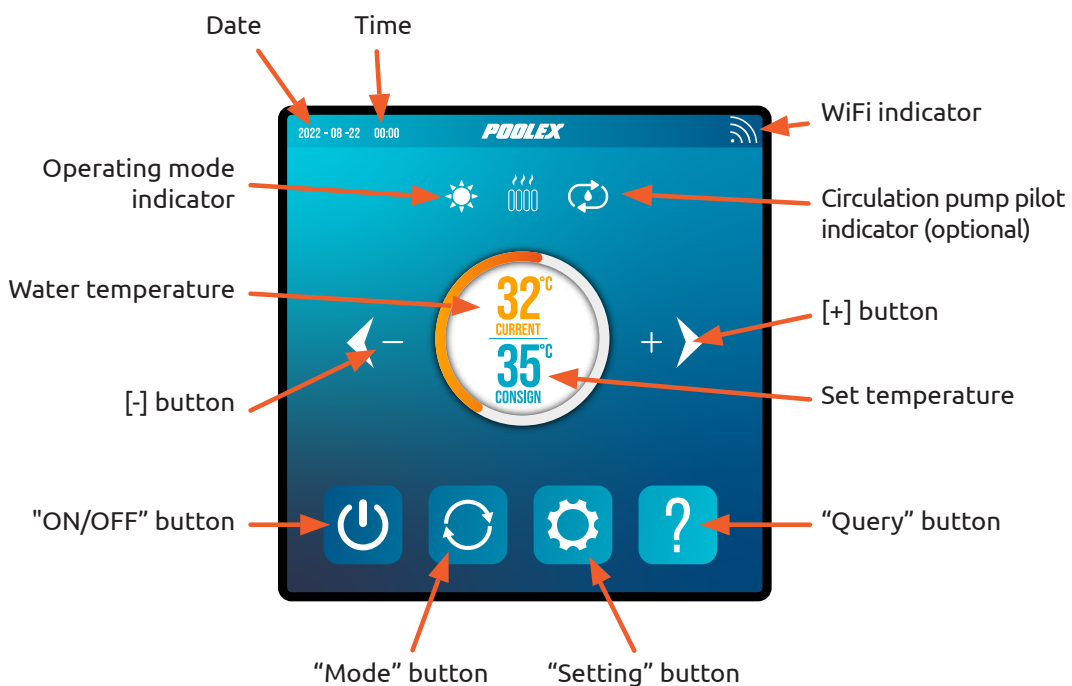 Date
Time
WiFi indicator
2022 - 08 -22
00:00
POOLEX
Operating mode
indicator
Circulation pump pilot
indicator (optional)
Water temperature
32°C
CURRENT
35°C
CONSIGN
[+] button
[-] button
Set temperature
"ON/OFF” button
“Query” button
“Mode” button
“Setting” button